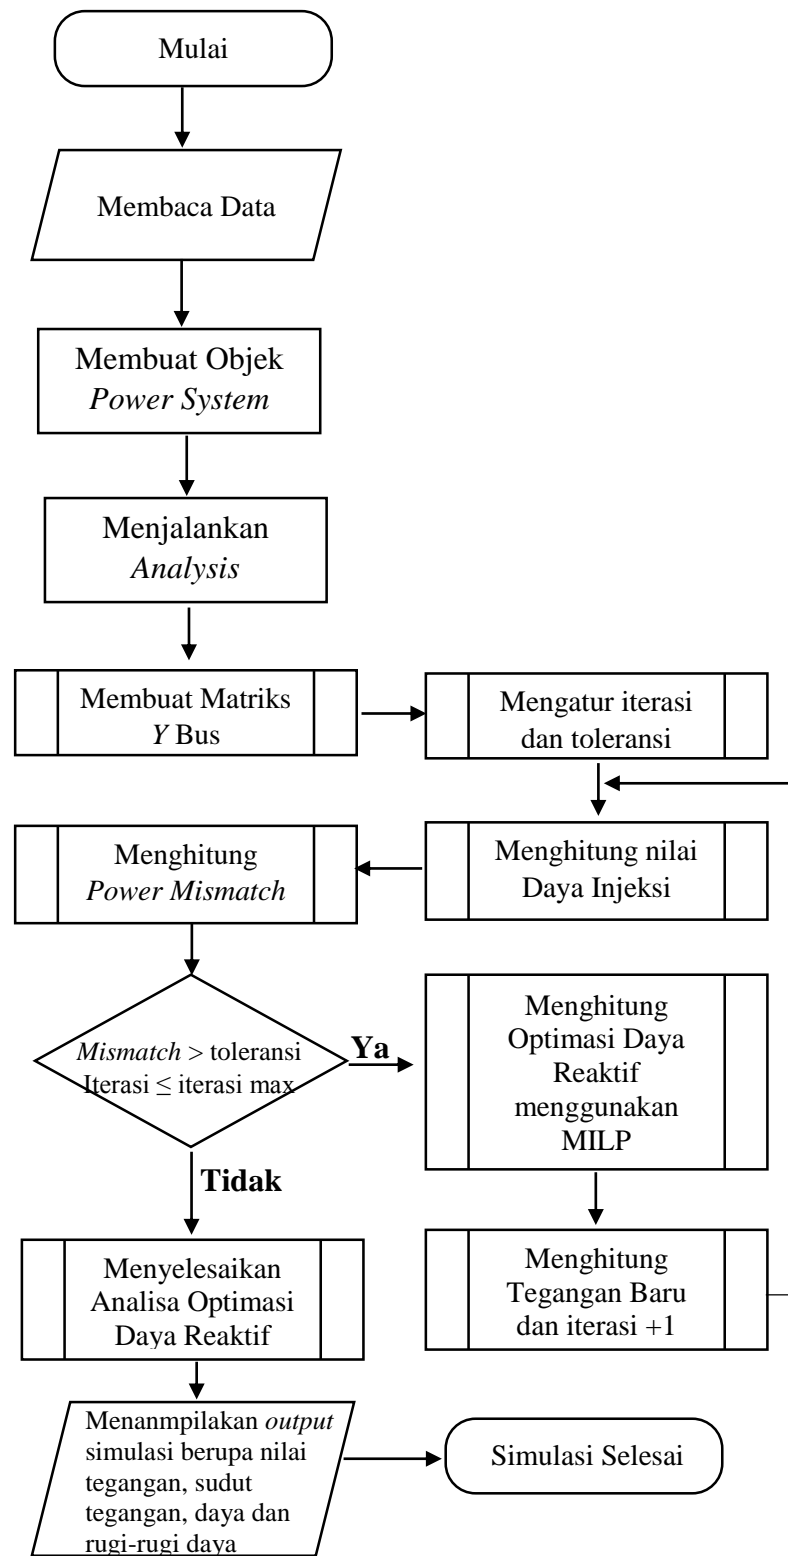 Mulai
Membaca Data
Membuat Objek
Power System
Menjalankan
Analysis
Membuat Matriks
Y Bus
Mengatur iterasi
dan toleransi
Menghitung nilai
Daya Injeksi
Menghitung
Power Mismatch
Mismatch > toleransi
Iterasi ≤ iterasi max
Ya
Menghitung
Optimasi Daya
Reaktif
menggunakan
MILP
Menghitung
Tegangan Baru
dan iterasi +1
Tidak
Menyelesaikan
Analisa Optimasi
Daya Reaktif
Menanmpilakan output
simulasi berupa nilai
tegangan, sudut
tegangan, daya dan
rugi-rugi daya
Simulasi Selesai